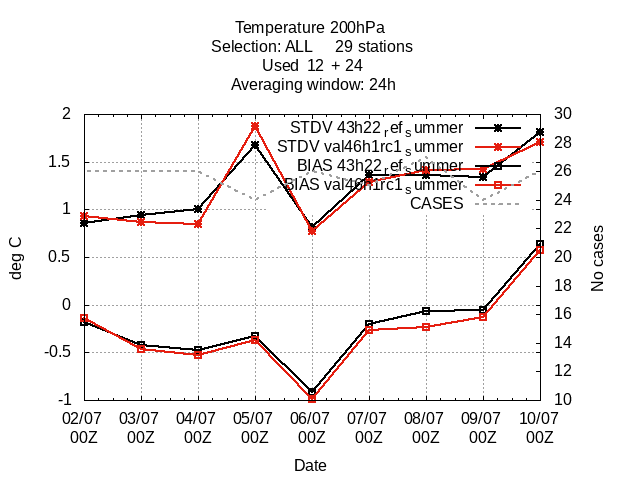 Temperature 200hPa
Selection: ALL 29 stations
Used 12 + 24
Averaging window: 24h
2
1.5
1
0.5
0
-0.5
-1
deg C
30
28
26
24
22
20
18
16
14
12
10
No cases
STDV 43h22_ref_summer
STDV val46h1rc1_summer
BIAS 43h22_ref_summer
BIAS val46h1rc1_summer
CASES
02/07 03/07 04/07 05/07 06/07 07/07 08/07 09/07 10/07
00Z 00Z 00Z 00Z 00Z 00Z 00Z 00Z 00Z
Date